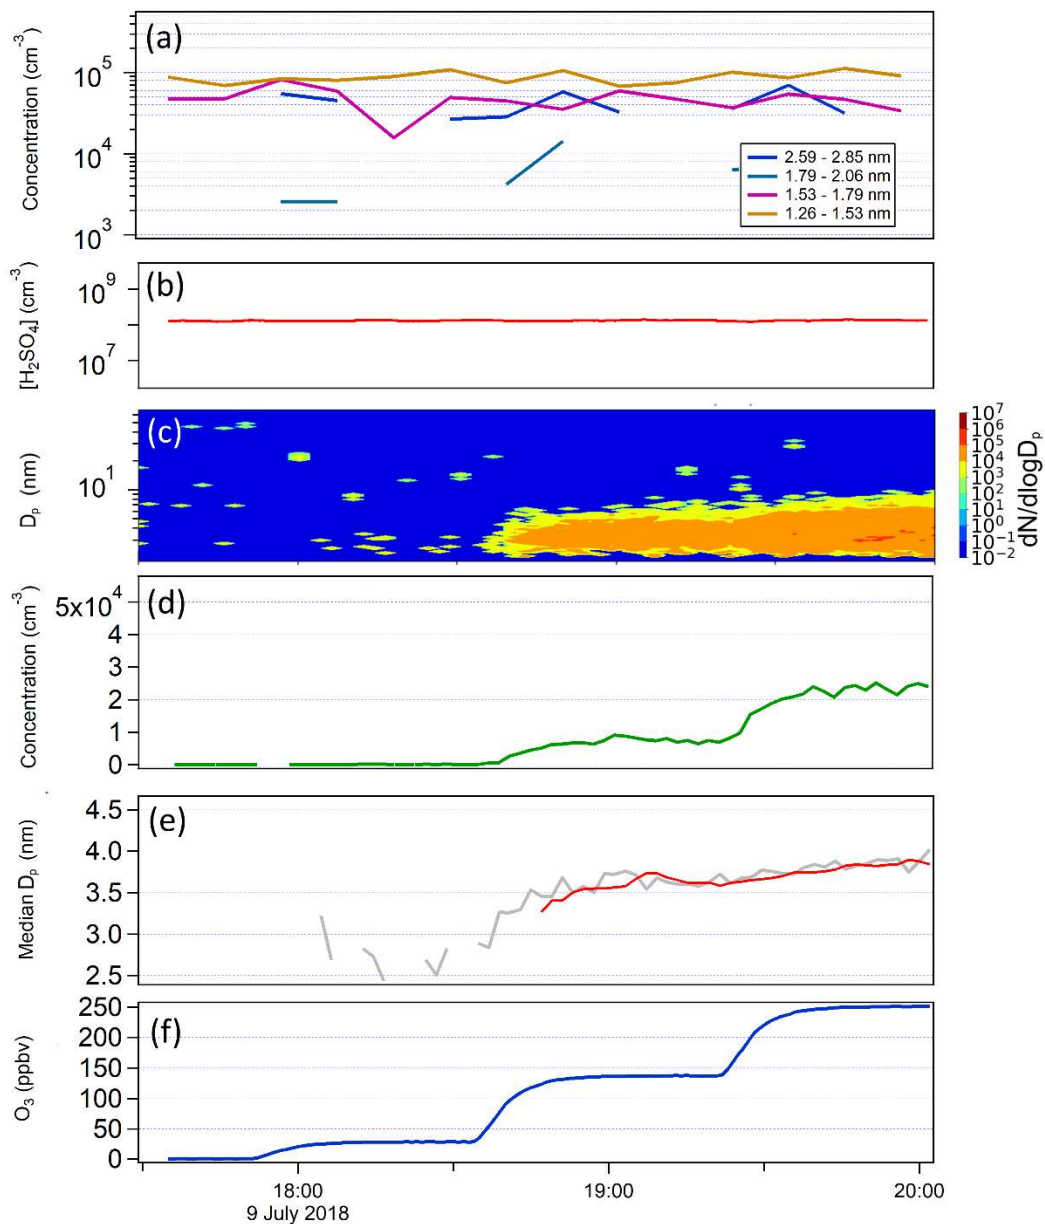 (a)
Concentration (cm⁻³)
10⁵
10⁴
10³
2.59 - 2.85 nm
1.79 - 2.06 nm
1.53 - 1.79 nm
1.26 - 1.53 nm
(b)
[H₂SO₄] (cm⁻³)
10⁹
10⁷
(c)
Dₚ (nm)
10¹
10⁷
10⁶
10⁵
10⁴
10³
10²
10¹
10⁰
10⁻¹
10⁻²
dN/dlogDₚ
(d)
Concentration (cm⁻³)
5x10⁴
4
3
2
1
0
(e)
Median Dₚ (nm)
4.5
4.0
3.5
3.0
2.5
(f)
O₃ (ppbv)
250
200
150
100
50
0
18:00 19:00 20:00
9 July 2018